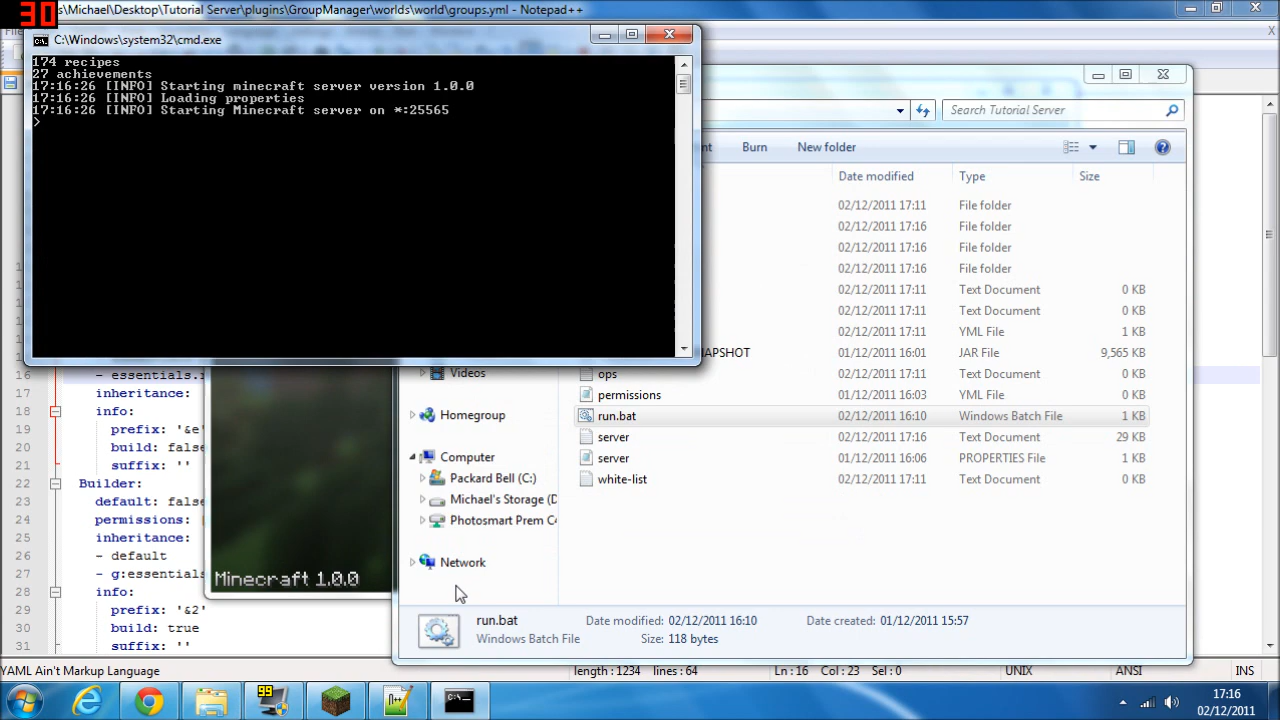 30
s\Michael\Desktop\Tutorial Server\plugins\GroupManager\worlds\world\groups.yml - Notepad++
C:\Windows\system32\cmd.exe
174 recipes
27 achievements
17:16:26 [INFO] Starting minecraft server version 1.0.0
17:16:26 [INFO] Loading properties
17:16:26 [INFO] Starting Minecraft server on *:25565
>
Search Tutorial Server
Burn
New folder
Date modified
Type
Size
02/12/2011 17:11
File folder
02/12/2011 17:16
File folder
02/12/2011 17:16
File folder
02/12/2011 17:11
File folder
02/12/2011 17:11
Text Document
0 KB
02/12/2011 17:11
Text Document
0 KB
02/12/2011 17:11
YML File
1 KB
APSHOT
01/12/2011 16:01
JAR File
9,565 KB
ops
02/12/2011 17:11
Text Document
0 KB
permissions
01/12/2011 16:03
YML File
0 KB
run.bat
02/12/2011 16:10
Windows Batch File
1 KB
server
02/12/2011 17:16
Text Document
29 KB
server
01/12/2011 16:06
PROPERTIES File
1 KB
white-list
02/12/2011 17:11
Text Document
0 KB
Videos
Homegroup
Computer
Packard Bell (C:)
Michael's Storage (D
Photosmart Prem C4
Network
run.bat
Windows Batch File
Date modified: 02/12/2011 16:10
Size: 118 bytes
Date created: 01/12/2011 15:57
16 - essentials.
17 inheritance:
18 info:
19 prefix: '&e'
20 build: false
21 suffix: ''
22 Builder:
23 default: false
24 permissions:
25 inheritance:
26 - default
27 - g:essentials
28 info:
29 prefix: '&2'
30 build: true
31 suffix: ''
Minecraft 1.0.0
YAML Ain't Markup Language
length : 1234 lines : 64
Ln : 16 Col : 23 Sel : 0
UNIX
ANSI
INS
99
17:16
02/12/2011